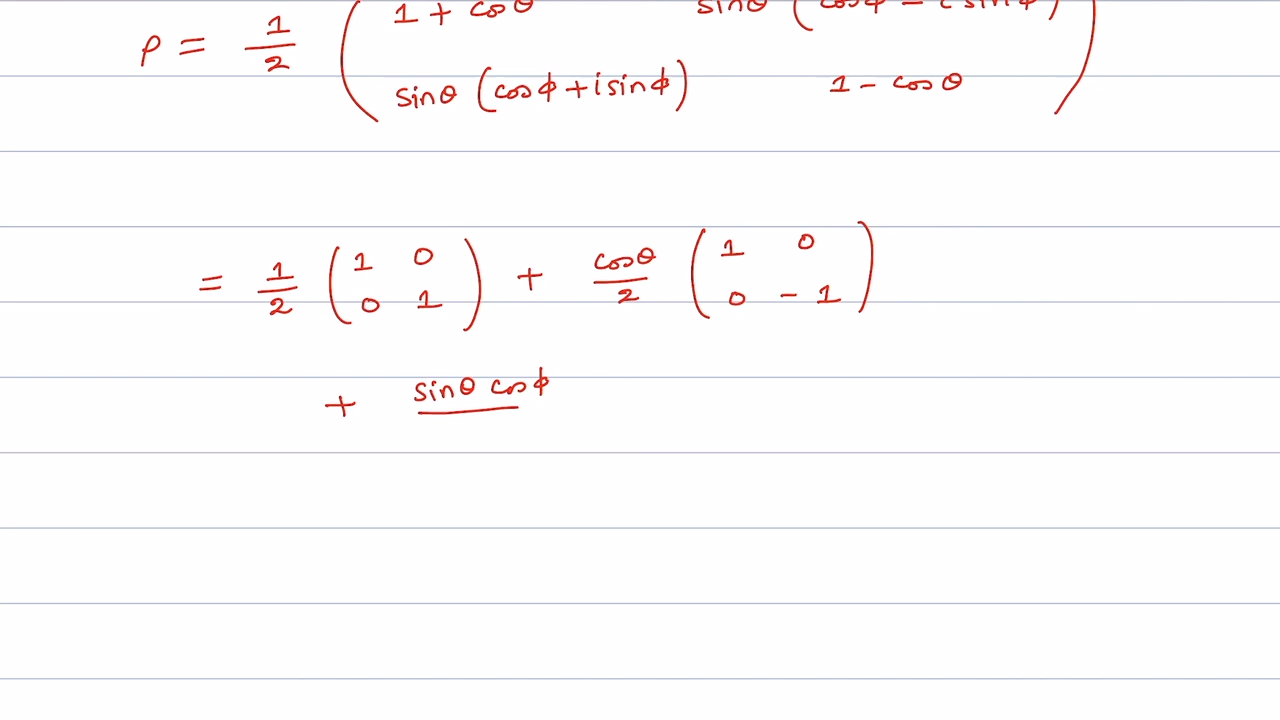 ρ = 1/2 ( 1 + cosθ   sinθ (cosϕ − i sinϕ)
sinθ (cosϕ + i sinϕ)   1 − cosθ )
= 1/2 ( 1 0
0 1 ) + cosθ/2 ( 1 0
0 −1 )
+ sinθ cosϕ